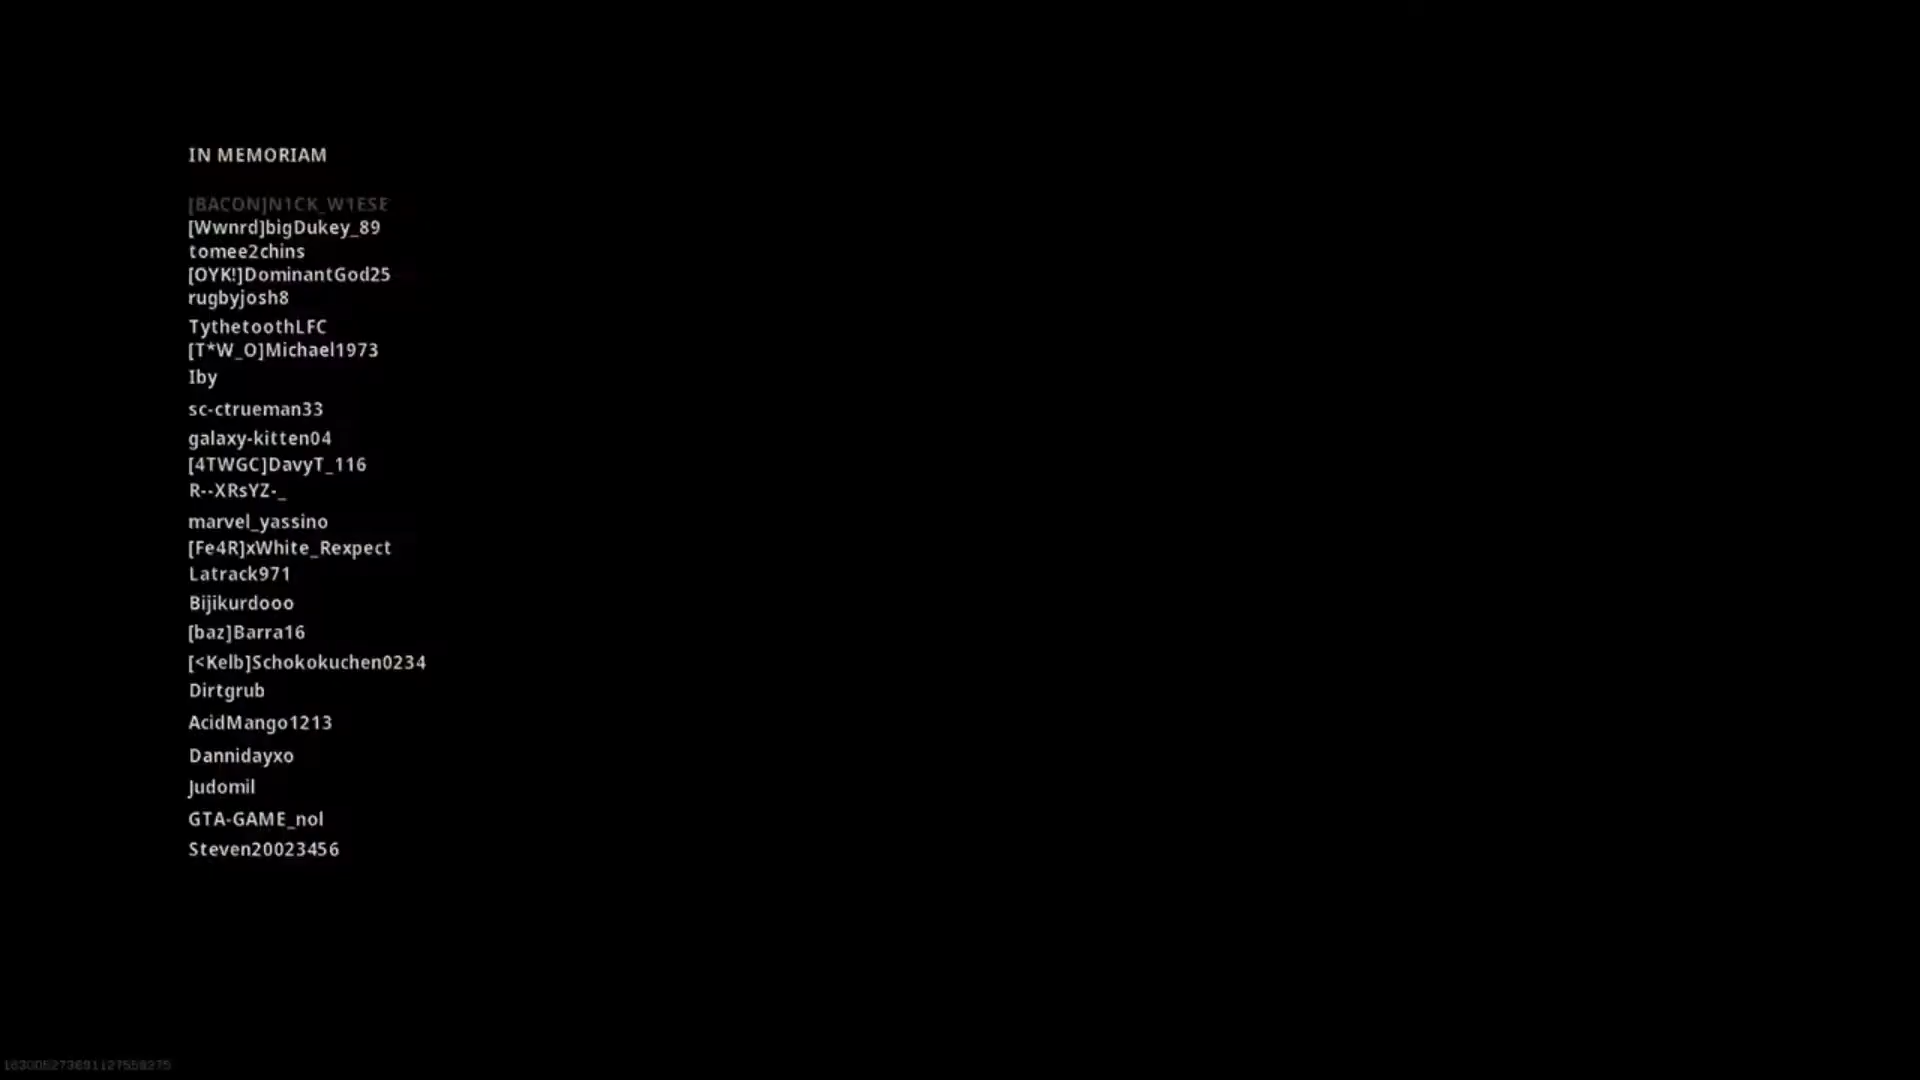 IN MEMORIAM
[BACON]N1CK_W1ESE
[Wwnrd]bigDukey_89
tomee2chins
[OYK!]DominantGod25
rugbyjosh8
TythetoothLFC
[T*W_O]Michael1973
Iby
sc-ctrueman33
galaxy-kitten04
[4TWGC]DavyT_116
R--XRsYZ-_
marvel_yassino
[Fe4R]xWhite_Rexpect
Latrack971
Bijikurdooo
[baz]Barra16
[<Kelb]Schokokuchen0234
Dirtgrub
AcidMango1213
Dannidayxo
Judomil
GTA-GAME_nol
Steven20023456